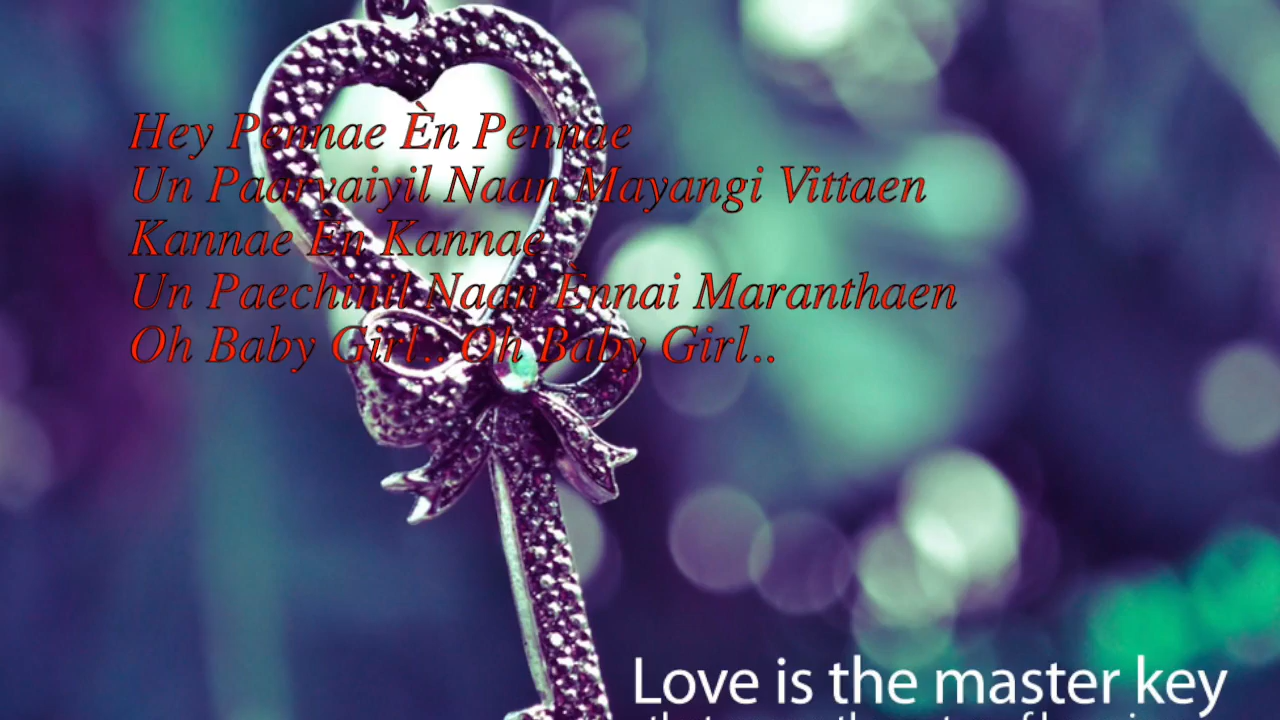 Hey Pennae Èn Pennae
Un Paarvaiyil Naan Mayangi Vittaen
Kannae Èn Kannae
Un Paechinil Naan Ènnai Maranthaen
Oh Baby Girl.. Oh Baby Girl..
Love is the master key